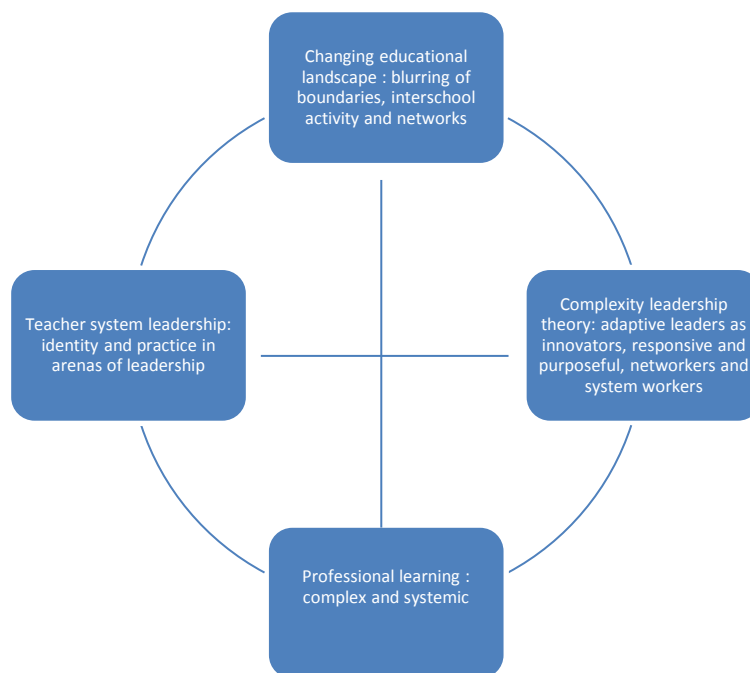 Changing educational
landscape : blurring of
boundaries, interschool
activity and networks
Teacher system leadership:
identity and practice in
arenas of leadership
Complexity leadership
theory: adaptive leaders as
innovators, responsive and
purposeful, networkers and
system workers
Professional learning :
complex and systemic